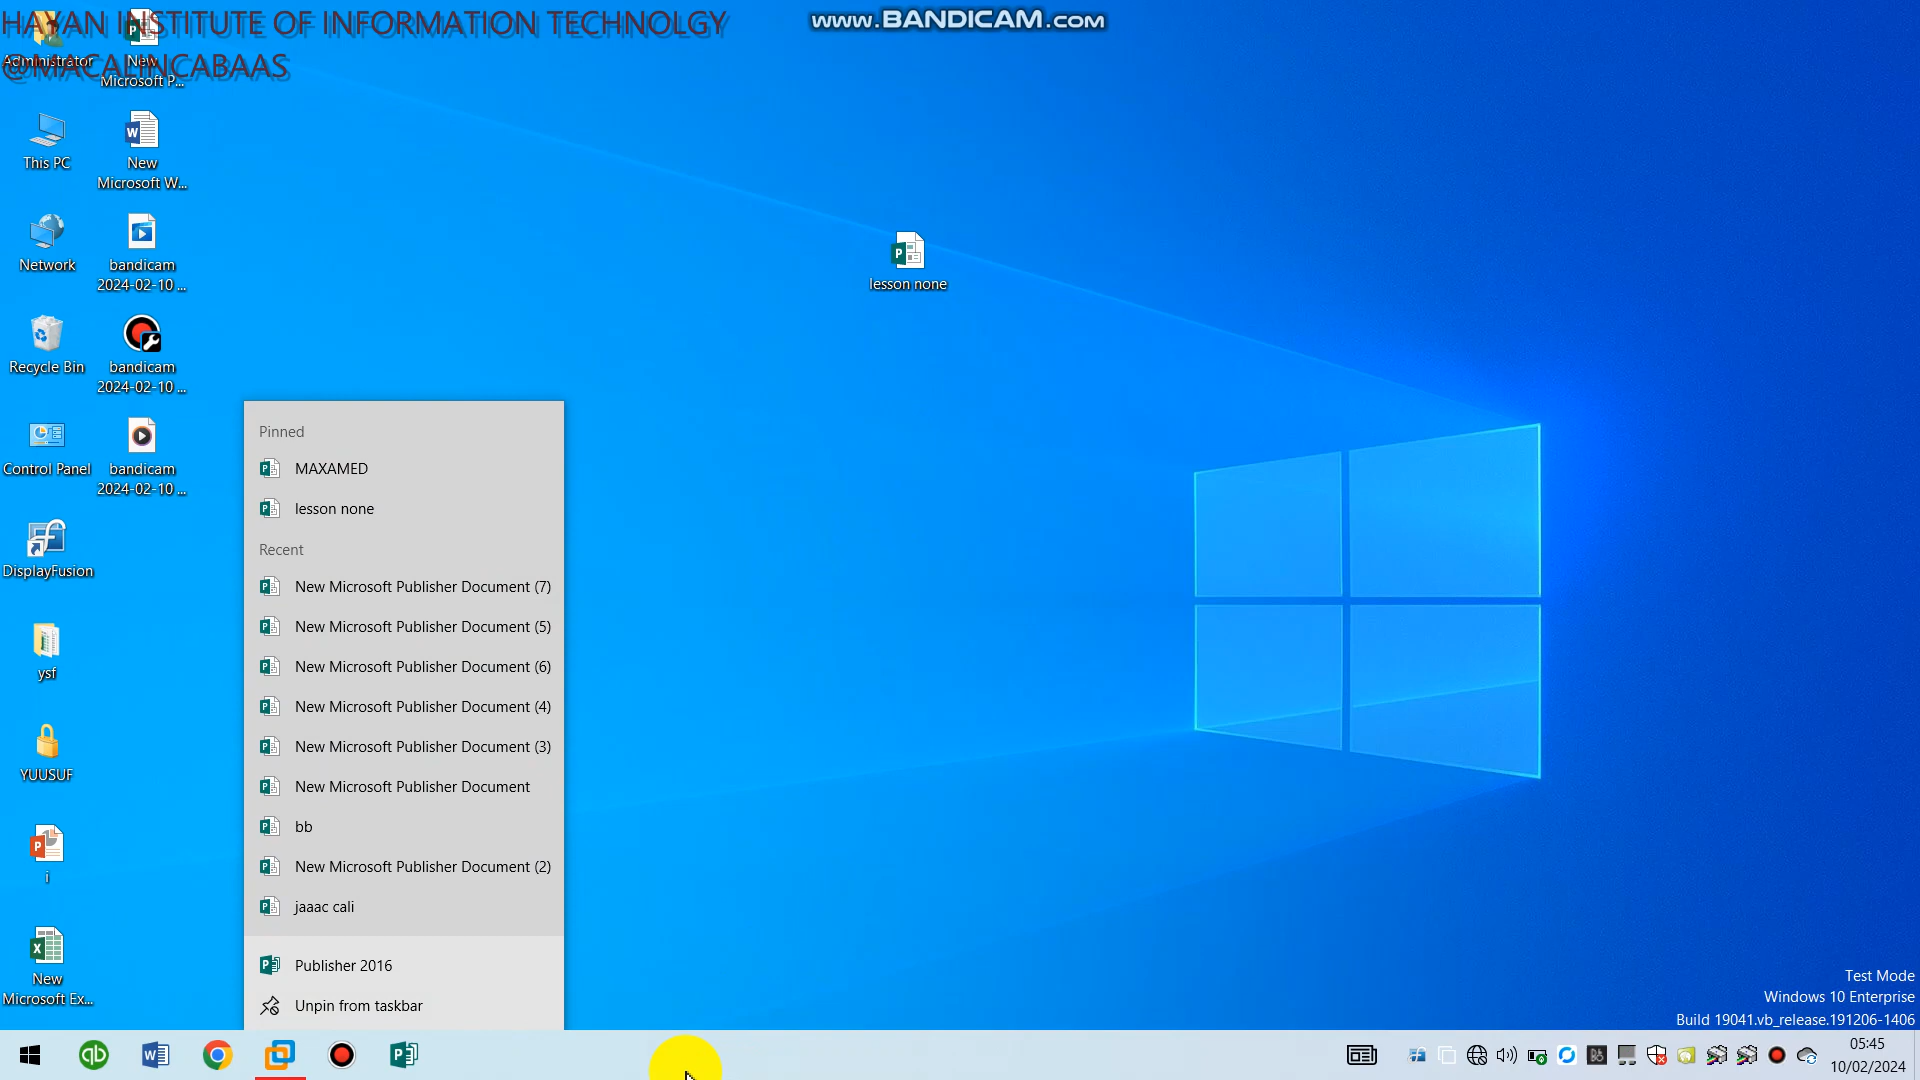 HAYAN INSTITUTE OF INFORMATION TECHNOLGY
@MACALINCABAAS
www.BANDICAM.com
Administrator
New
Microsoft P...
This PC
New
Microsoft W...
Network
bandicam
2024-02-10 ...
Recycle Bin
bandicam
2024-02-10 ...
Control Panel
bandicam
2024-02-10 ...
DisplayFusion
ysf
YUUSUF
i
New
Microsoft Ex...
lesson none
Pinned
MAXAMED
lesson none
Recent
New Microsoft Publisher Document (7)
New Microsoft Publisher Document (5)
New Microsoft Publisher Document (6)
New Microsoft Publisher Document (4)
New Microsoft Publisher Document (3)
New Microsoft Publisher Document
bb
New Microsoft Publisher Document (2)
jaaac cali
Publisher 2016
Unpin from taskbar
Test Mode
Windows 10 Enterprise
Build 19041.vb_release.191206-1406
05:45
10/02/2024